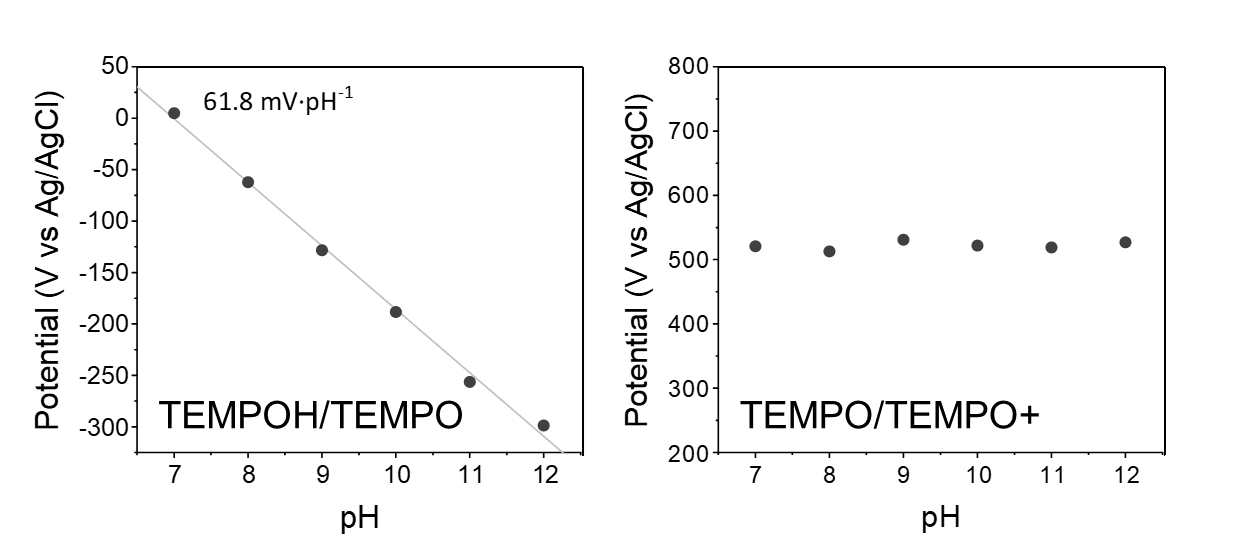 Potential (V vs Ag/AgCl)
50
0
-50
-100
-150
-200
-250
-300
61.8 mV·pH-1
TEMPOH/TEMPO
7 8 9 10 11 12
pH
Potential (V vs Ag/AgCl)
800
700
600
500
400
300
200
TEMPO/TEMPO+
7 8 9 10 11 12
pH